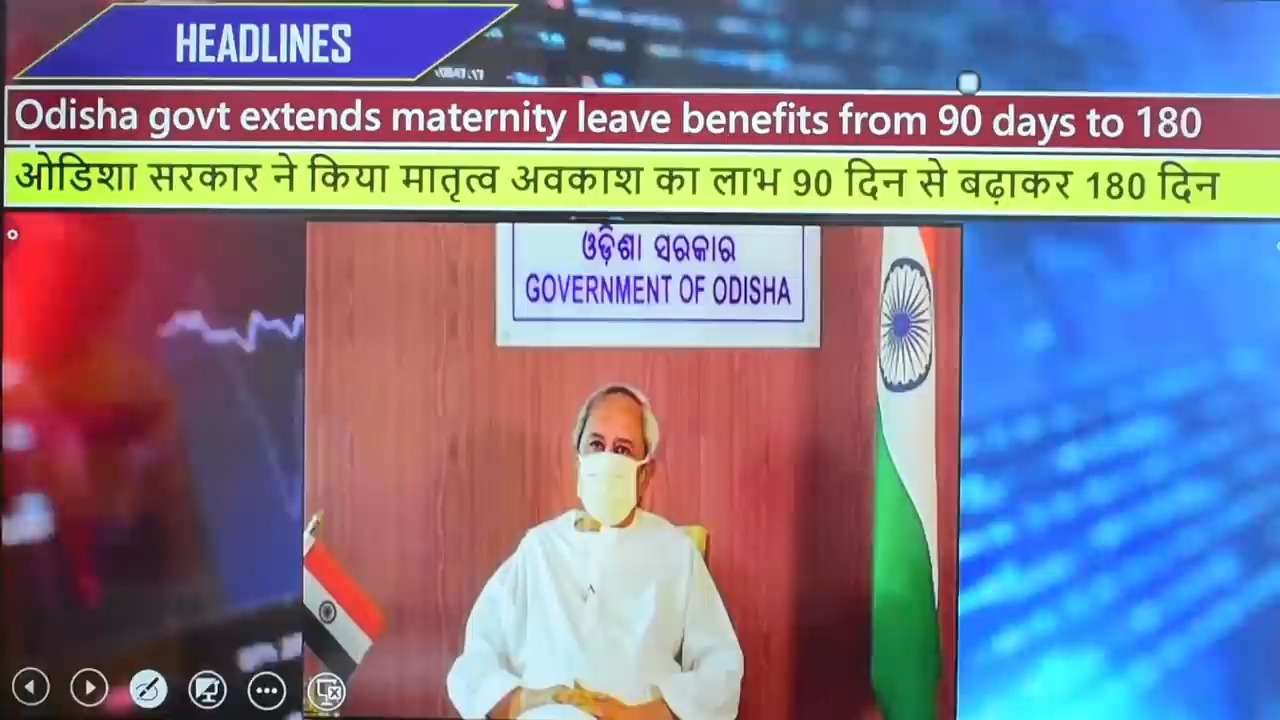 HEADLINES
Odisha govt extends maternity leave benefits from 90 days to 180
ओडिशा सरकार ने किया मातृत्व अवकाश का लाभ 90 दिन से बढ़ाकर 180 दिन
ଓଡ଼ିଶା ସରକାର
GOVERNMENT OF ODISHA